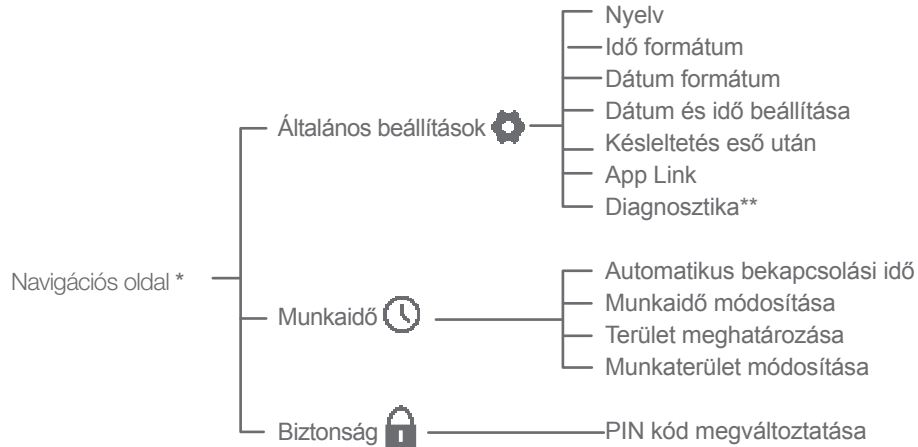 Navigációs oldal *
Általános beállítások
Nyelv
Idő formátum
Dátum formátum
Dátum és idő beállítása
Késleltetés eső után
App Link
Diagnosztika**
Munkaidő
Automatikus bekapcsolási idő
Munkaidő módosítása
Terület meghatározása
Munkaterület módosítása
Biztonság
PIN kód megváltoztatása